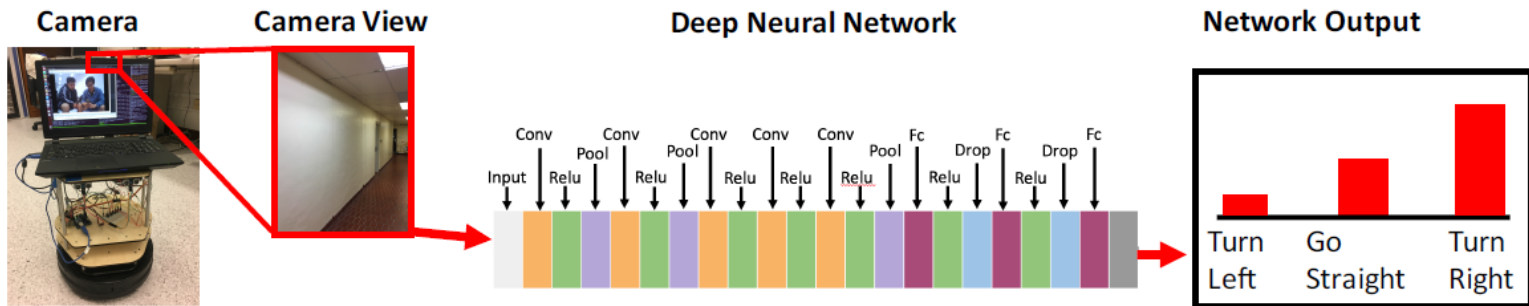 Camera
Camera View
Deep Neural Network
Network Output
Conv Conv Conv Conv Conv Fc Fc Fc
Pool Pool Pool Drop Drop
Input Relu Relu Relu Relu Relu Relu Relu
Turn Go Turn
Left Straight Right